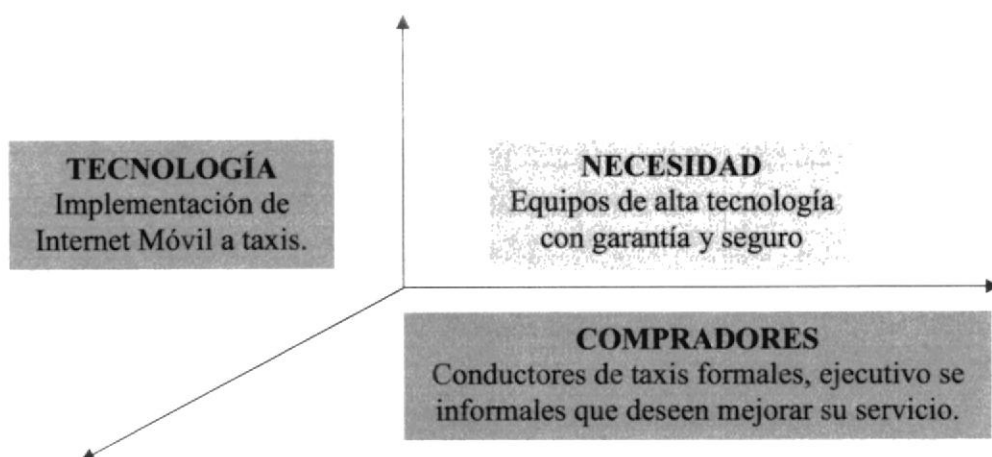 TECNOLOGÍA
Implementación de
Internet Móvil a taxis.
NECESIDAD
Equipos de alta tecnología
con garantía y seguro
COMPRADORES
Conductores de taxis formales, ejecutivo se
informales que deseen mejorar su servicio.